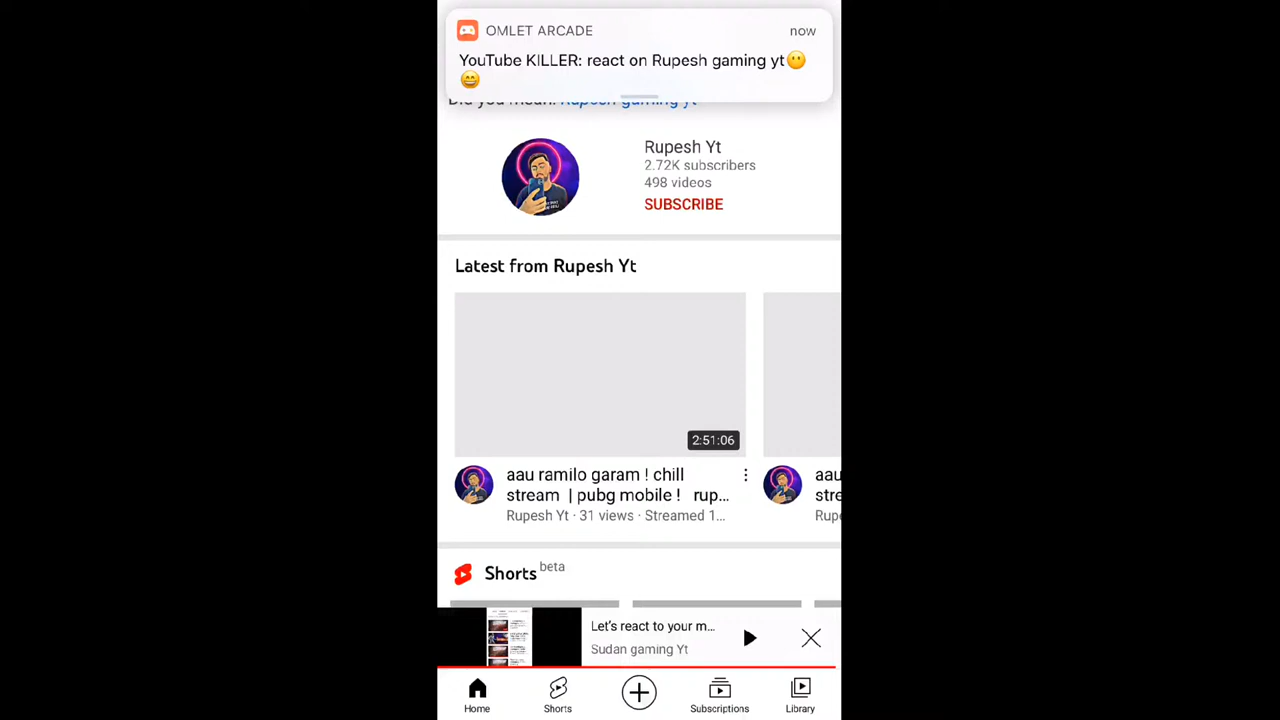 OMLET ARCADE
now
YouTube KILLER: react on Rupesh gaming yt😶
😄
Did you mean: Rupesh gaming yt
Rupesh Yt
2.72K subscribers
498 videos
SUBSCRIBE
Latest from Rupesh Yt
2:51:06
aau ramilo garam ! chill
stream | pubg mobile ! rup...
Rupesh Yt · 31 views · Streamed 1...
aau
stre
Rupe
Shorts beta
Let's react to your m...
Sudan gaming Yt
Home
Shorts
Subscriptions
Library